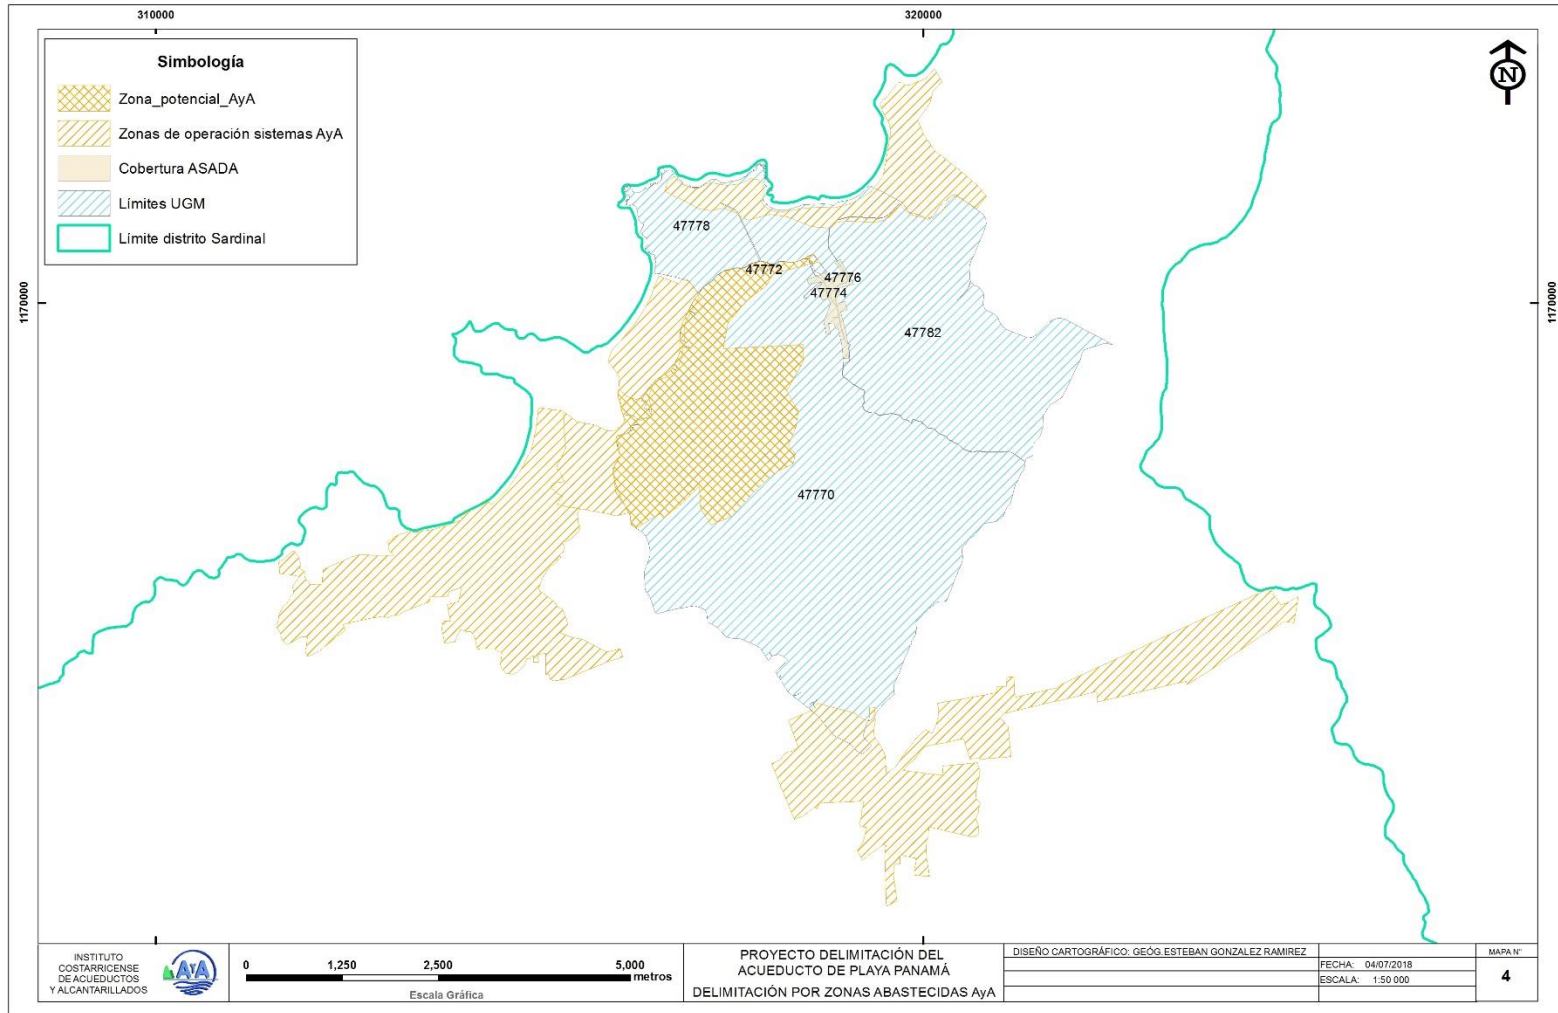 310000
320000
Simbología
Zona_potencial_AyA
Zonas de operación sistemas AyA
Cobertura ASADA
Límites UGM
Límite distrito Sardinal
N
47778
47772
47776
47774
47782
47770
1170000
1170000
INSTITUTO
COSTARRICENSE
DE ACUEDUCTOS
Y ALCANTARILLADOS
AyA
0 1,250 2,500 5,000
metros
Escala Gráfica
PROYECTO DELIMITACIÓN DEL
ACUEDUCTO DE PLAYA PANAMÁ
DELIMITACIÓN POR ZONAS ABASTECIDAS AyA
DISEÑO CARTOGRÁFICO: GEÓG.ESTEBAN GONZALEZ RAMIREZ
FECHA: 04/07/2018
ESCALA: 1:50 000
MAPA N°
4